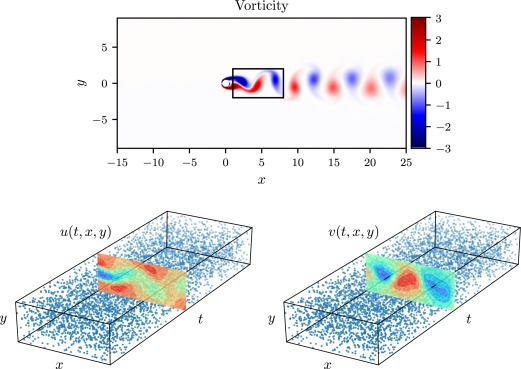 Vorticity
3
2
1
0
−1
−2
−3
5
0
−5
y
−15 −10 −5 0 5 10 15 20 25
x
u(t, x, y)
v(t, x, y)
y
x
t
y
x
t